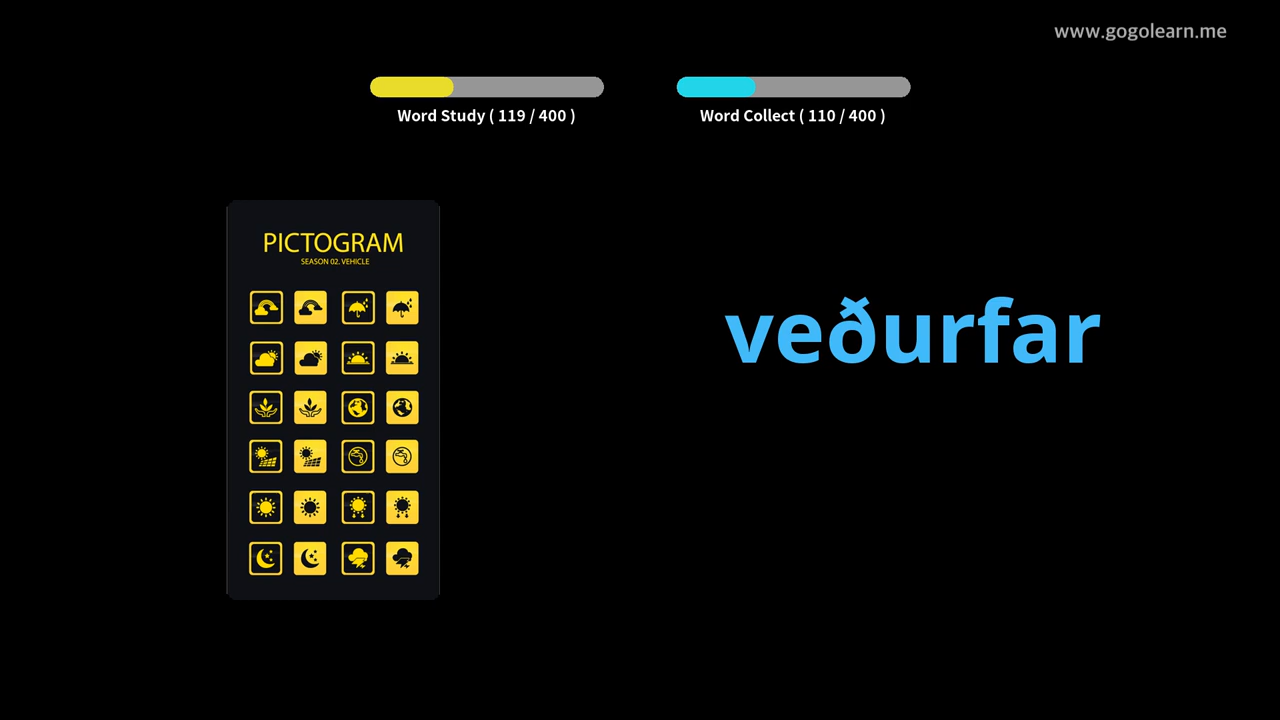 www.gogolearn.me
Word Study ( 119 / 400 )
Word Collect ( 110 / 400 )
PICTOGRAM
SEASON 02. VEHICLE
veðurfar